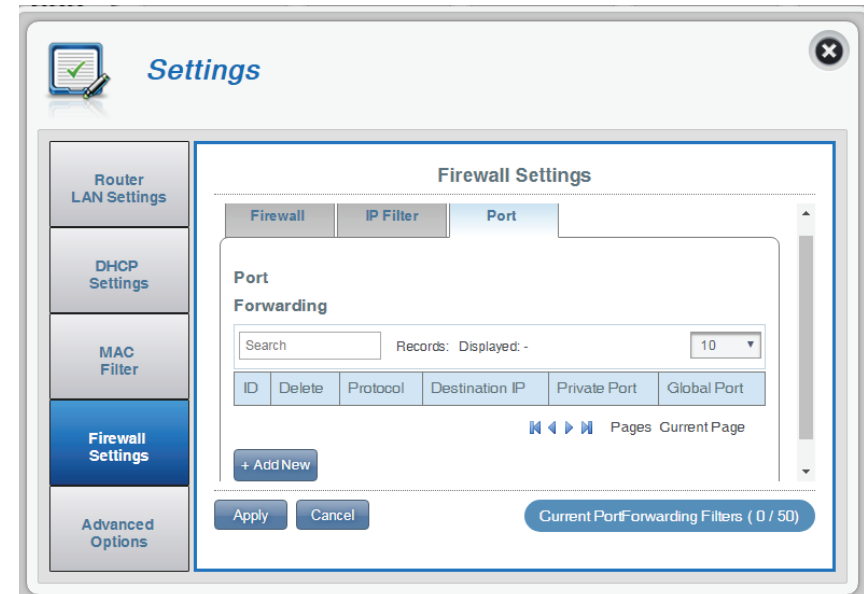 Settings
Router
LAN Settings
DHCP
Settings
MAC
Filter
Firewall
Settings
Advanced
Options
Firewall Settings
Firewall IP Filter Port
Port
Forwarding
Search Records: Displayed: - 10
ID Delete Protocol Destination IP Private Port Global Port
Pages Current Page
+ Add New
Apply Cancel Current PortForwarding Filters ( 0 / 50)